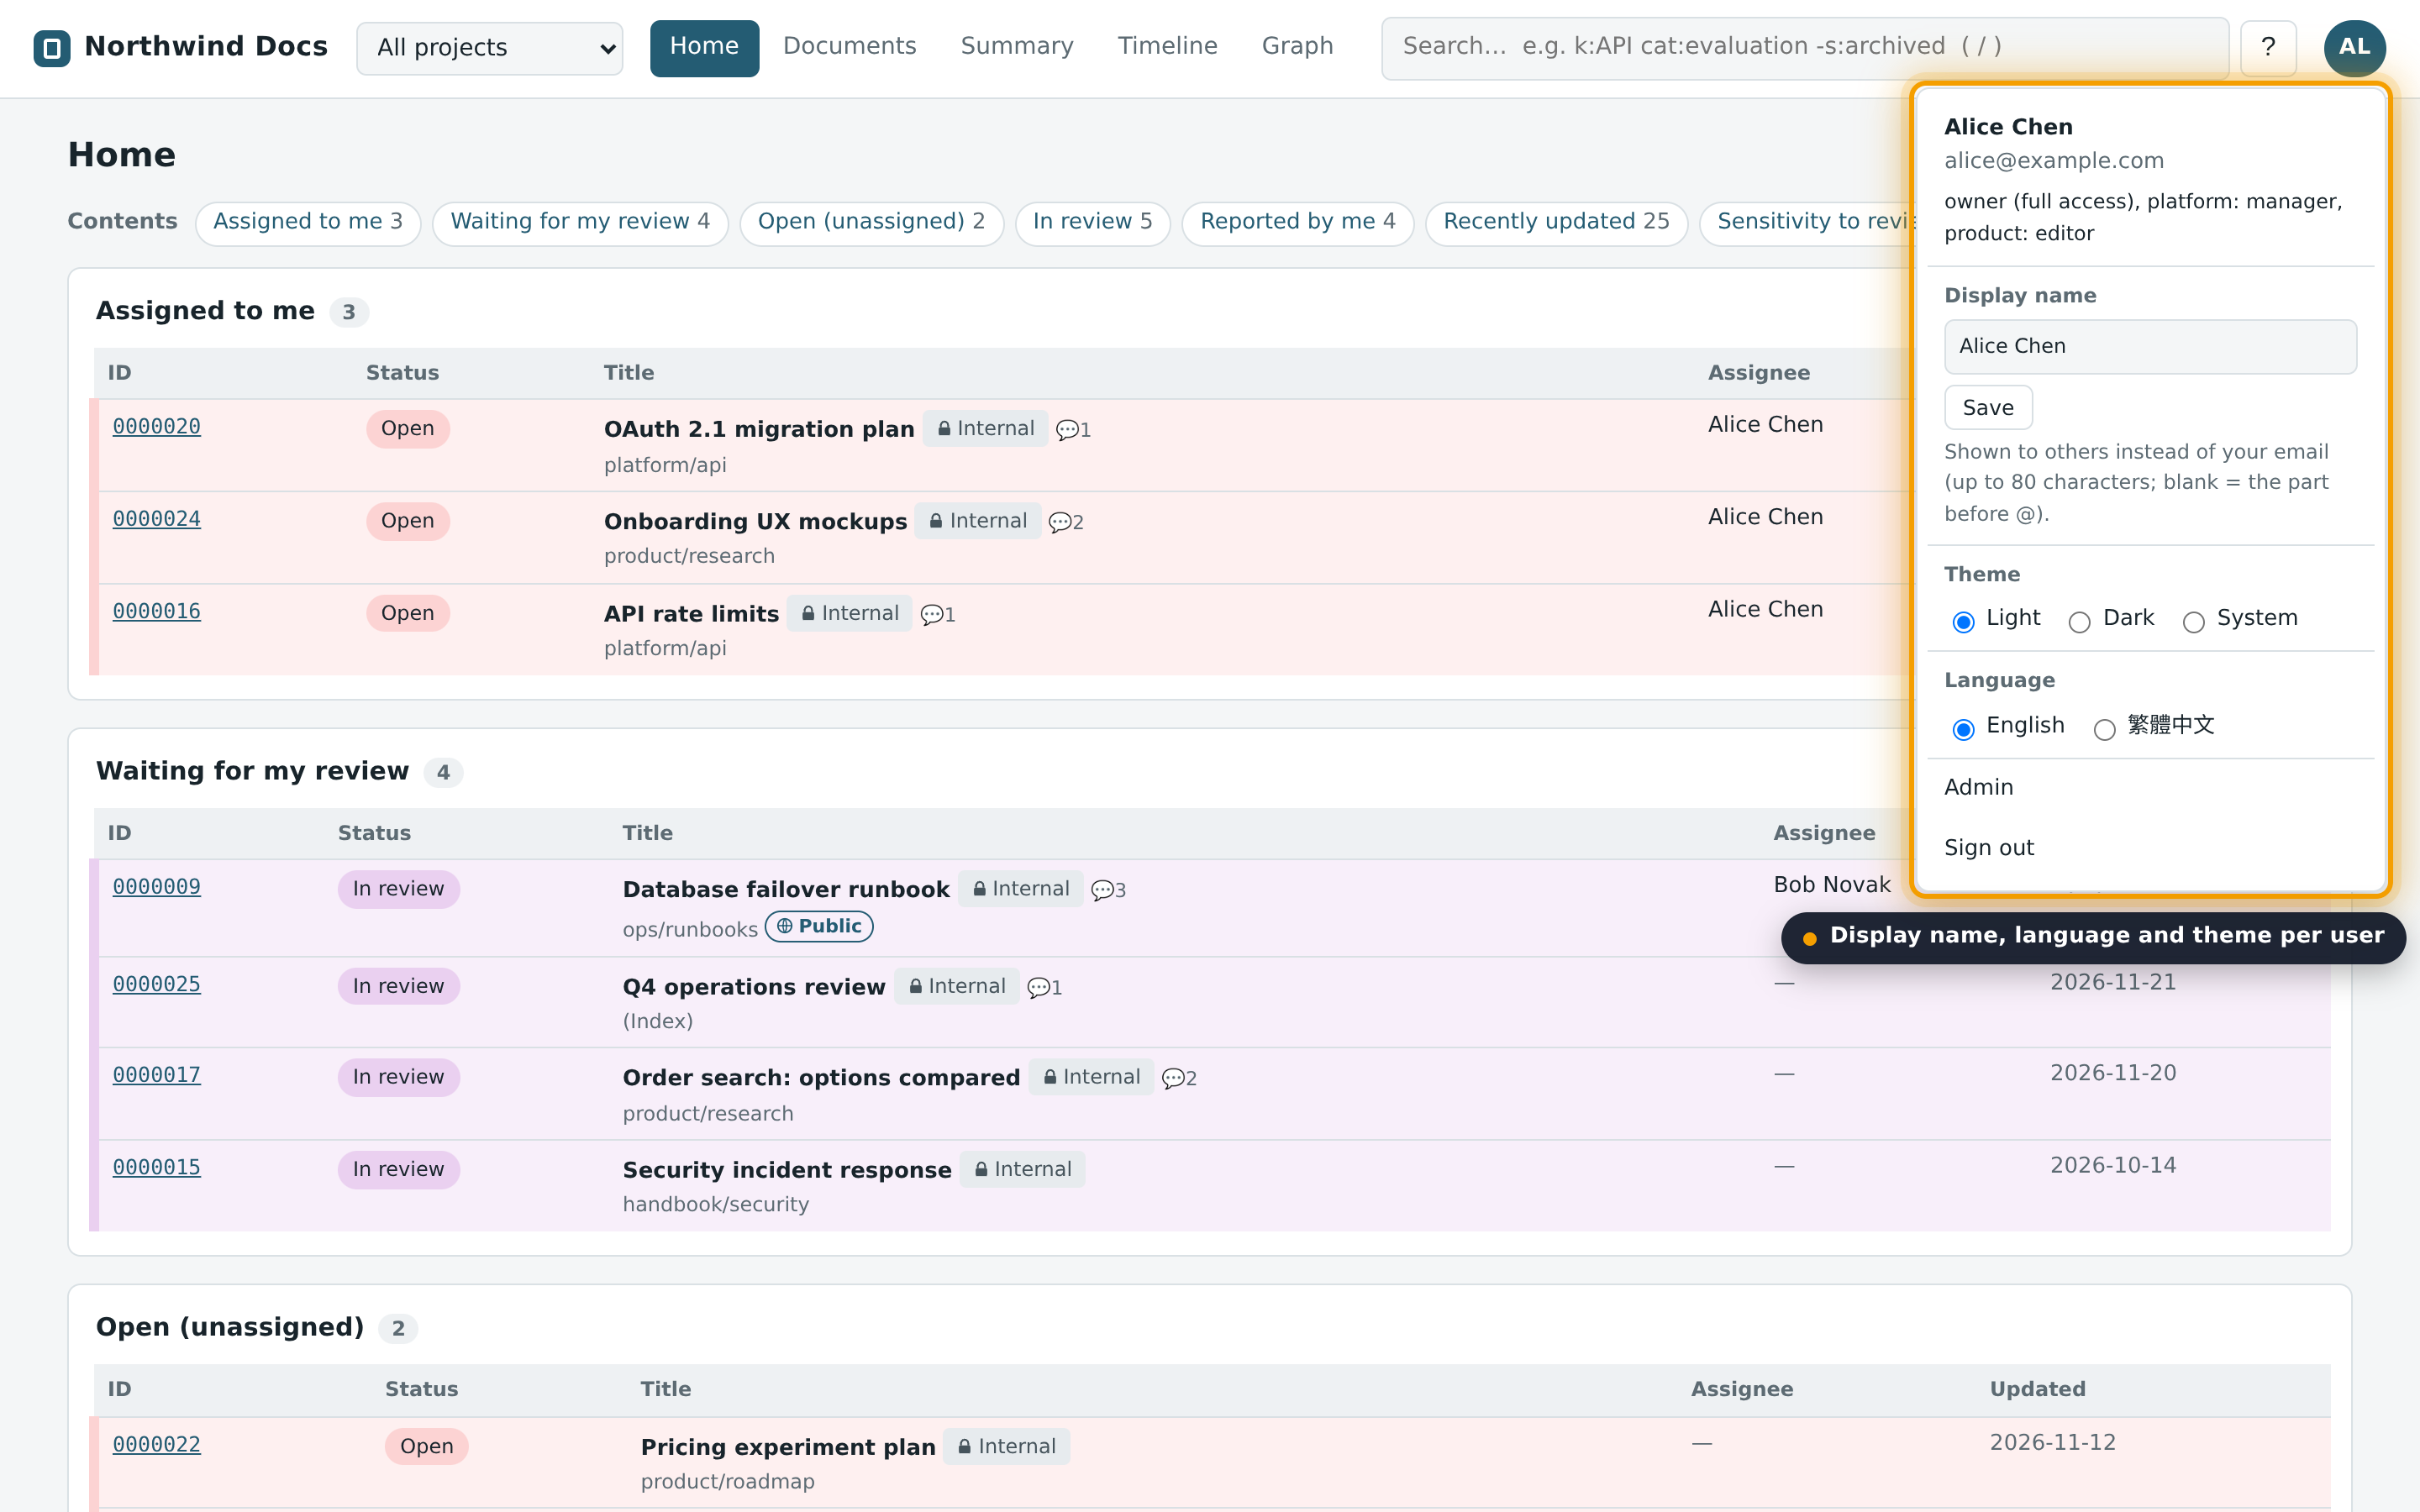 Northwind Docs All projects Home Documents Summary Timeline Graph Search... e.g. k:API cat:evaluation -s:archived ( / ) ? AL
Home
Contents Assigned to me 3 Waiting for my review 4 Open (unassigned) 2 In review 5 Reported by me 4 Recently updated 25 Sensitivity to
Assigned to me 3
ID Status Title Assignee
0000020 Open OAuth 2.1 migration plan Internal 💬1 Alice Chen
platform/api
0000024 Open Onboarding UX mockups Internal 💬2 Alice Chen
product/research
0000016 Open API rate limits Internal 💬1 Alice Chen
platform/api
Waiting for my review 4
ID Status Title Assignee
0000009 In review Database failover runbook Internal 💬3 Bob Novak
ops/runbooks Public
0000025 In review Q4 operations review Internal 💬1 — 2026-11-21
(Index)
0000017 In review Order search: options compared Internal 💬2 — 2026-11-20
product/research
0000015 In review Security incident response Internal — 2026-10-14
handbook/security
Open (unassigned) 2
ID Status Title Assignee Updated
0000022 Open Pricing experiment plan Internal — 2026-11-12
product/roadmap
Alice Chen
alice@example.com
owner (full access), platform: manager,
product: editor
Display name
Alice Chen
Save
Shown to others instead of your email
(up to 80 characters; blank = the part
before @).
Theme
Light Dark System
Language
English 繁體中文
Admin
Sign out
Display name, language and theme per user